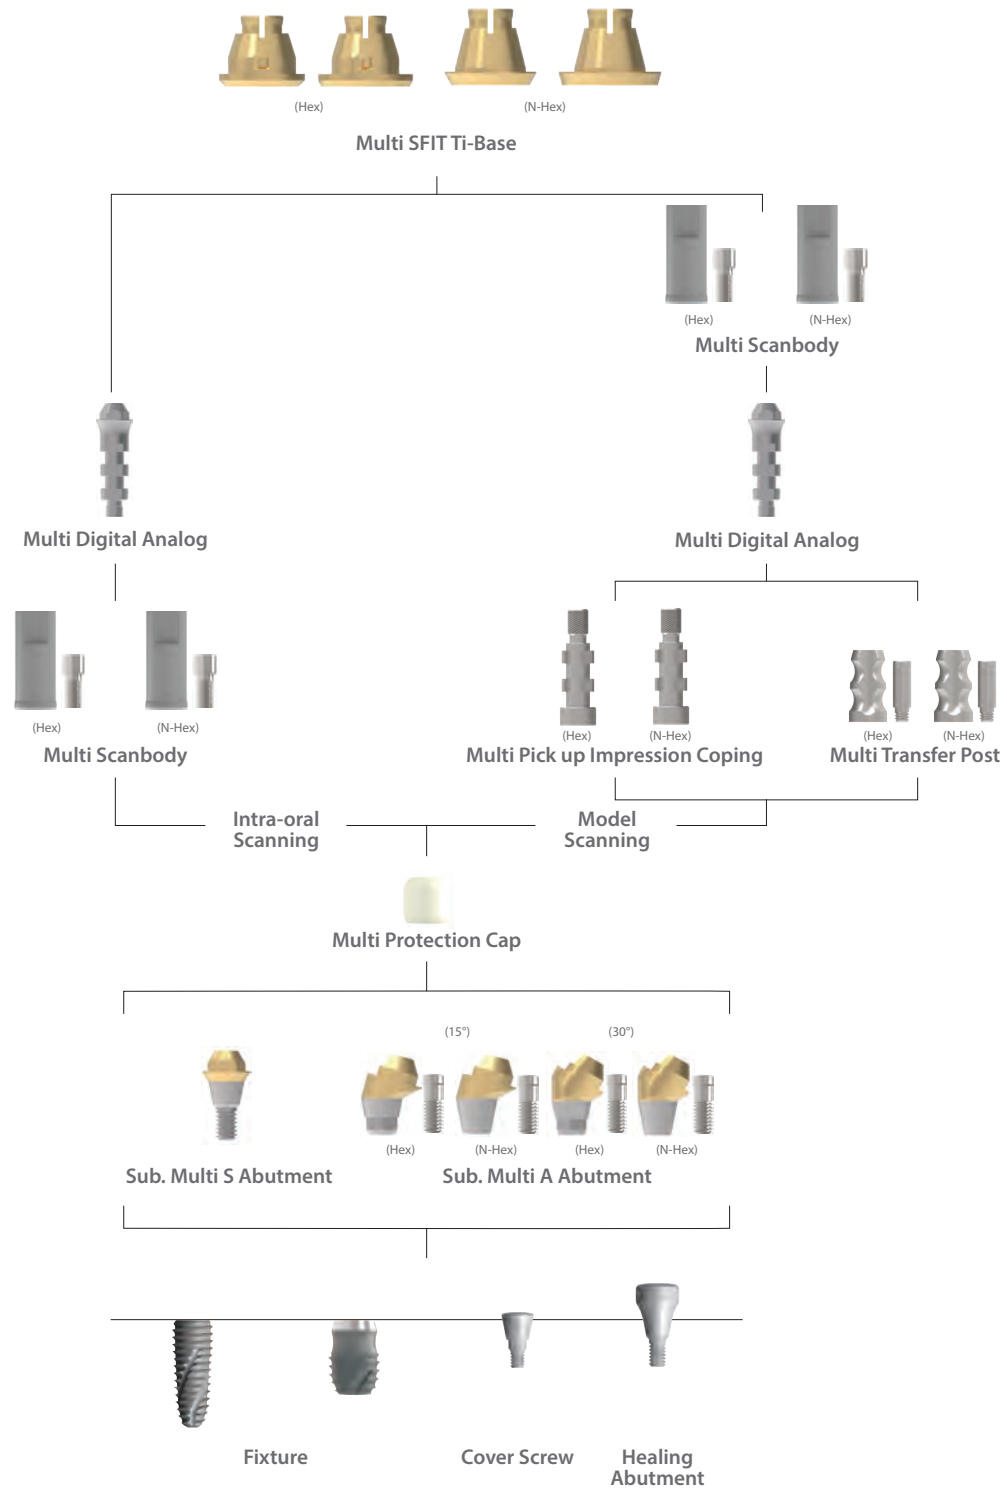 (Hex) (N-Hex)
Multi SFIT Ti-Base
(Hex) (N-Hex)
Multi Scanbody
Multi Digital Analog
Multi Digital Analog
(Hex) (N-Hex)
Multi Scanbody
(Hex) (N-Hex)
Multi Pick up Impression Coping
(Hex) (N-Hex)
Multi Transfer Post
Intra-oral
Scanning
Model
Scanning
Multi Protection Cap
(15°) (30°)
(Hex) (N-Hex) (Hex) (N-Hex)
Sub. Multi S Abutment
Sub. Multi A Abutment
Fixture
Cover Screw
Healing
Abutment